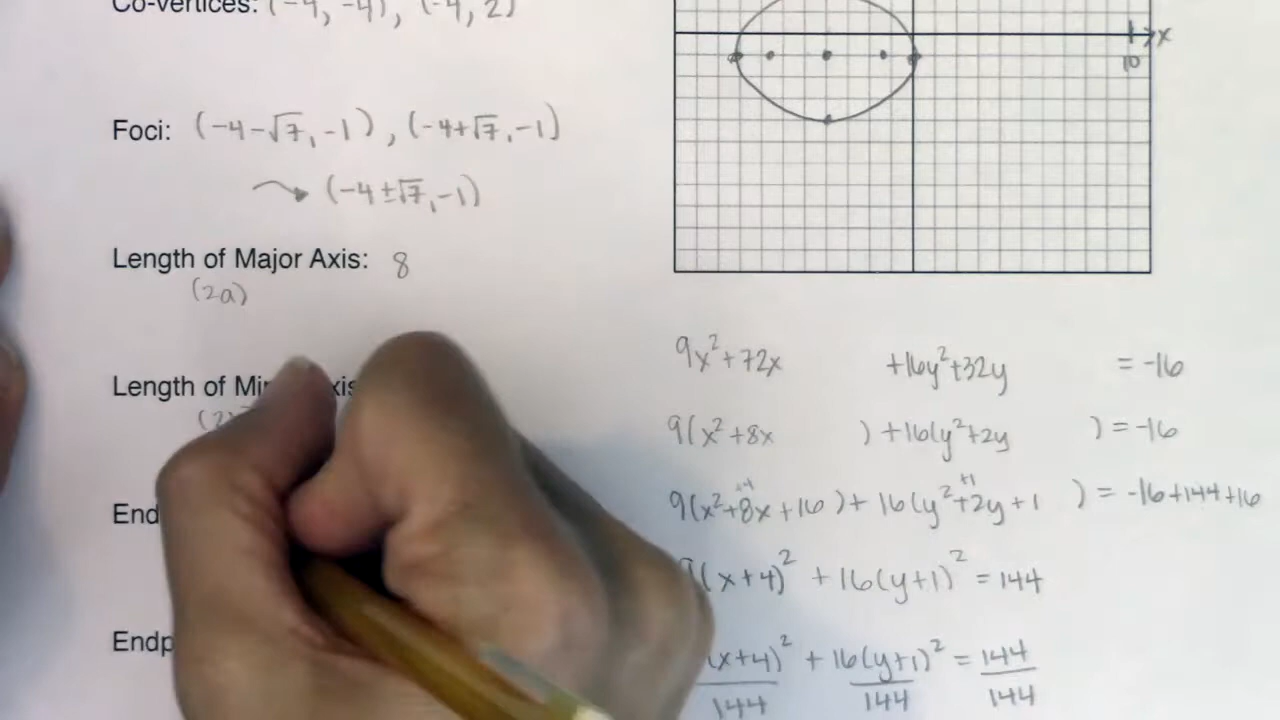 Co-vertices: (-4, -4), (-4, 2)
Foci: (-4-√7, -1), (-4+√7, -1)
(-4±√7, -1)
Length of Major Axis: 8
(2a)
Length of
x
10
9x²+72x +16y²+32y = -16
9(x²+8x ) +16(y²+2y ) = -16
9(x²+8x+16) + 16(y²+2y+1 ) = -16+144+16
(x+4)² + 16(y+1)² = 144
(x+4)² + 16(y+1)² = 144
144 144 144